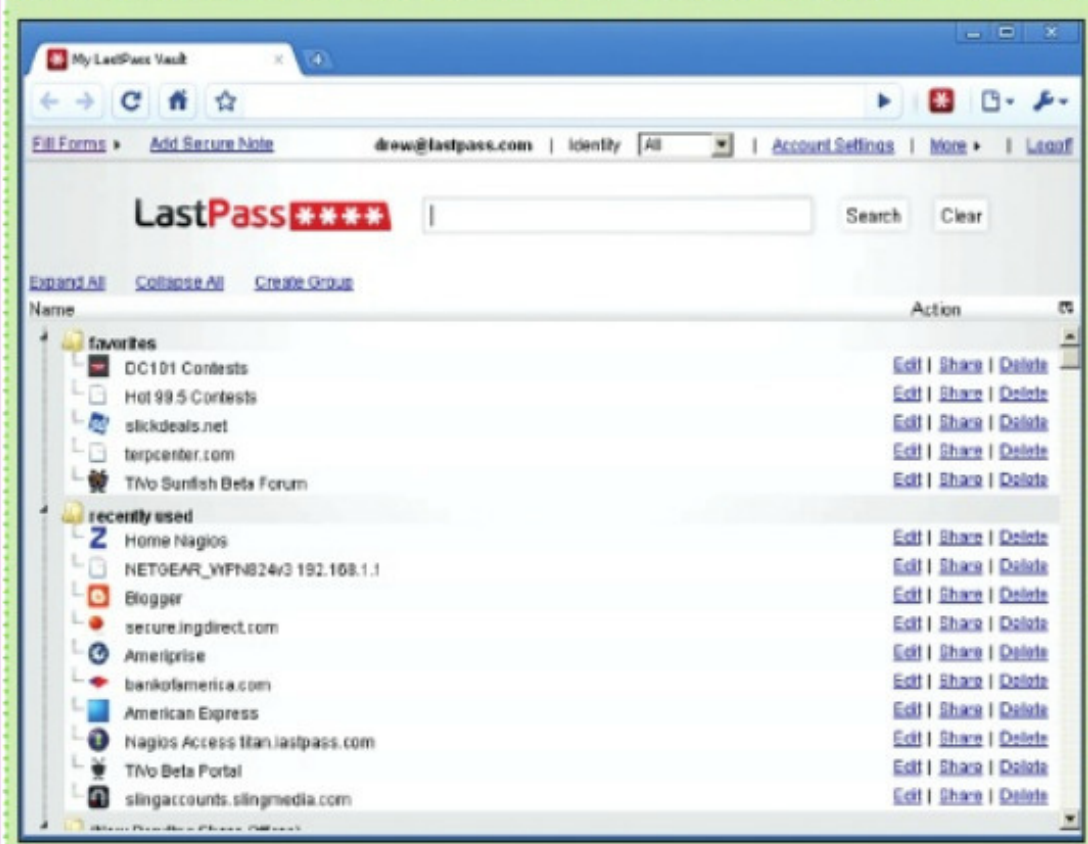 My LastPass Vault
Fill Forms Add Secure Note drew@lastpass.com | Identity All | Account Settings | More | Logoff
LastPass **** Search Clear
Expand All Collapse All Create Group
Name Action
favorites
DC101 Contests Edit | Share | Delete
Hot 99.5 Contests Edit | Share | Delete
slickdeals.net Edit | Share | Delete
terpcenter.com Edit | Share | Delete
TiVo Sunfish Beta Forum Edit | Share | Delete
recently used
Z Home Nagios Edit | Share | Delete
NETGEAR_WPN824v3 192.168.1.1 Edit | Share | Delete
Blogger Edit | Share | Delete
secure.ingdirect.com Edit | Share | Delete
Ameriprise Edit | Share | Delete
bankofamerica.com Edit | Share | Delete
American Express Edit | Share | Delete
Nagios Access titan.lastpass.com Edit | Share | Delete
TiVo Beta Portal Edit | Share | Delete
slingaccounts.slingmedia.com Edit | Share | Delete